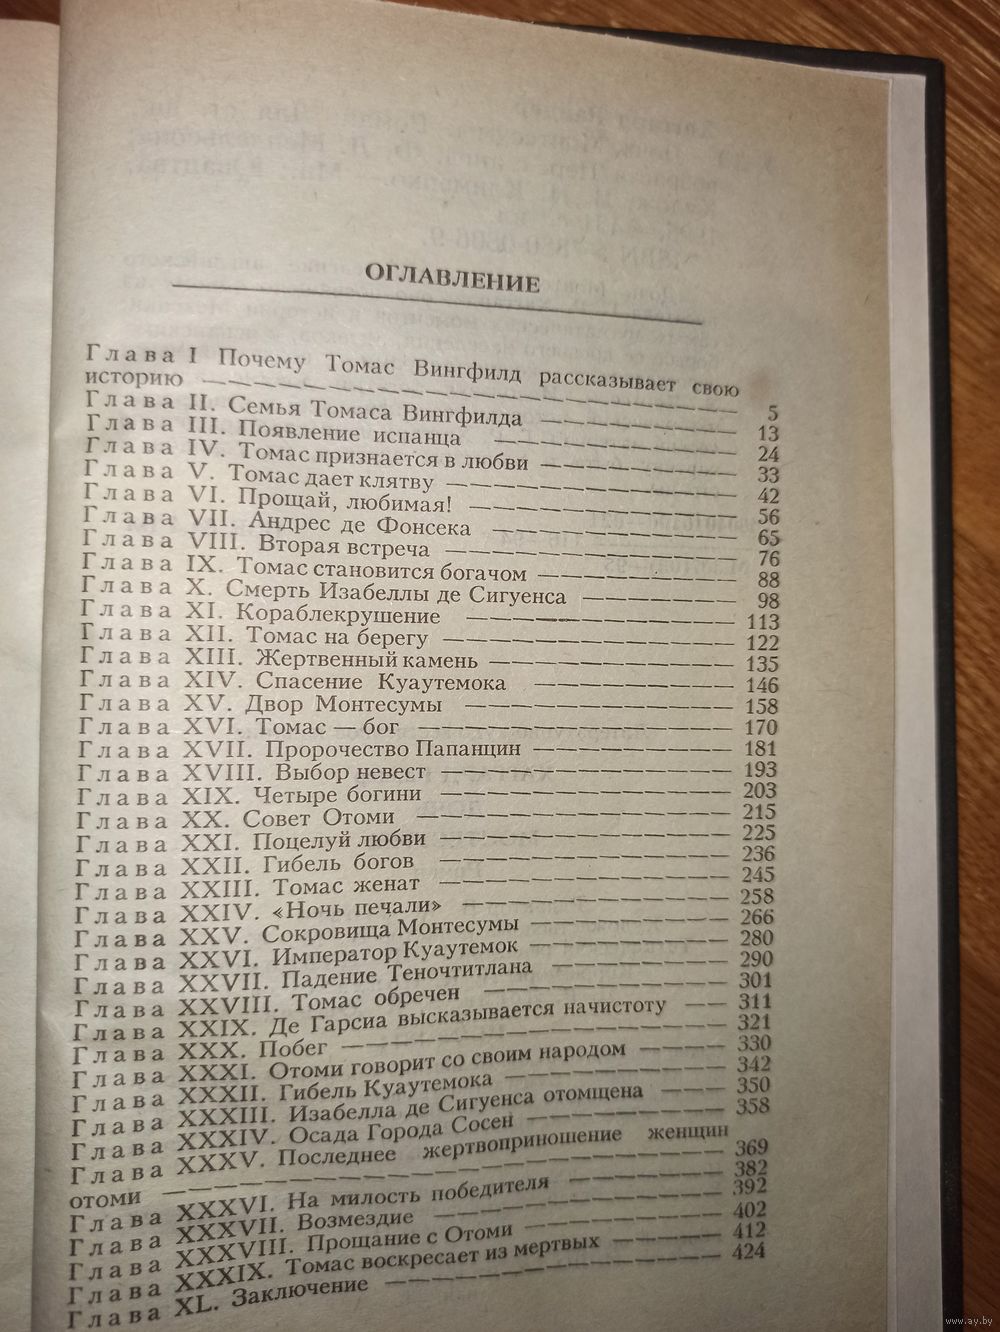 ОГЛАВЛЕНИЕ
Глава I Почему Томас Вингфилд рассказывает свою
историю — — — — — — — — — — — — 5
Глава II. Семья Томаса Вингфилда — — — — — — 13
Глава III. Появление испанца — — — — — — 24
Глава IV. Томас признается в любви — — — — — — 33
Глава V. Томас дает клятву — — — — — — 42
Глава VI. Прощай, любимая! — — — — — — 56
Глава VII. Андрес де Фонсека — — — — — — 65
Глава VIII. Вторая встреча — — — — — — 76
Глава IX. Томас становится богачом — — — — — — 88
Глава X. Смерть Изабеллы де Сигуенса — — — — — 98
Глава XI. Кораблекрушение — — — — — — 113
Глава XII. Томас на берегу — — — — — — 122
Глава XIII. Жертвенный камень — — — — — — 135
Глава XIV. Спасение Куаутемока — — — — — — 146
Глава XV. Двор Монтесумы — — — — — — 158
Глава XVI. Томас — бог — — — — — — 170
Глава XVII. Пророчество Папанцин — — — — — — 181
Глава XVIII. Выбор невест — — — — — — 193
Глава XIX. Четыре богини — — — — — — 203
Глава XX. Совет Отоми — — — — — — 215
Глава XXI. Поцелуй любви — — — — — — 225
Глава XXII. Гибель богов — — — — — — 236
Глава XXIII. Томас женат — — — — — — 245
Глава XXIV. «Ночь печали» — — — — — — 258
Глава XXV. Сокровища Монтесумы — — — — — — 266
Глава XXVI. Император Куаутемок — — — — — — 280
Глава XXVII. Падение Теночтитлана — — — — — — 290
Глава XXVIII. Томас обречен — — — — — — 301
Глава XXIX. Де Гарсиа высказывается начистоту — — 311
Глава XXX. Побег — — — — — — 321
Глава XXXI. Отоми говорит со своим народом — — — — 330
Глава XXXII. Гибель Куаутемока — — — — — — 342
Глава XXXIII. Изабелла де Сигуенса отомщена — — — 350
Глава XXXIV. Осада Города Сосен — — — — — — 358
Глава XXXV. Последнее жертвоприношение женщин
отоми — — — — — — — — — — — — 369
Глава XXXVI. На милость победителя — — — — — 382
Глава XXXVII. Возмездие — — — — — — 392
Глава XXXVIII. Прощание с Отоми — — — — — — 402
Глава XXXIX. Томас воскресает из мертвых — — — — 412
Глава XL. Заключение — — — — — — 424
www.ay.by